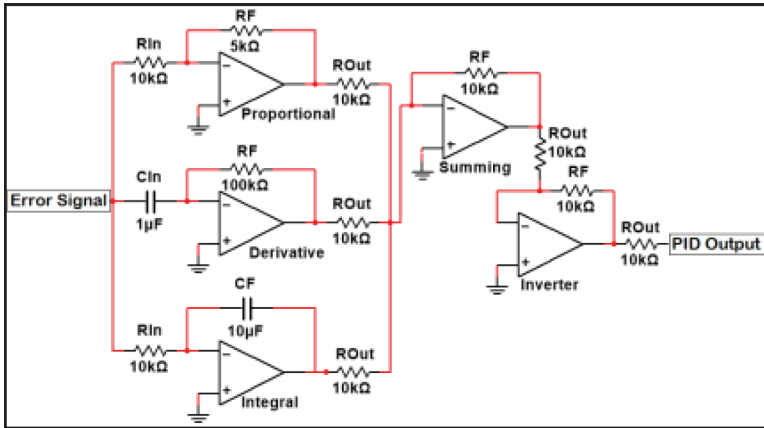 RF
5kΩ
RIn
10kΩ
−
+
Proportional
ROut
10kΩ
RF
10kΩ
−
+
Summing
ROut
10kΩ
Error Signal
CIn
1µF
RF
100kΩ
−
+
Derivative
ROut
10kΩ
RF
10kΩ
−
+
Inverter
ROut
10kΩ
PID Output
CF
10µF
RIn
10kΩ
−
+
Integral
ROut
10kΩ